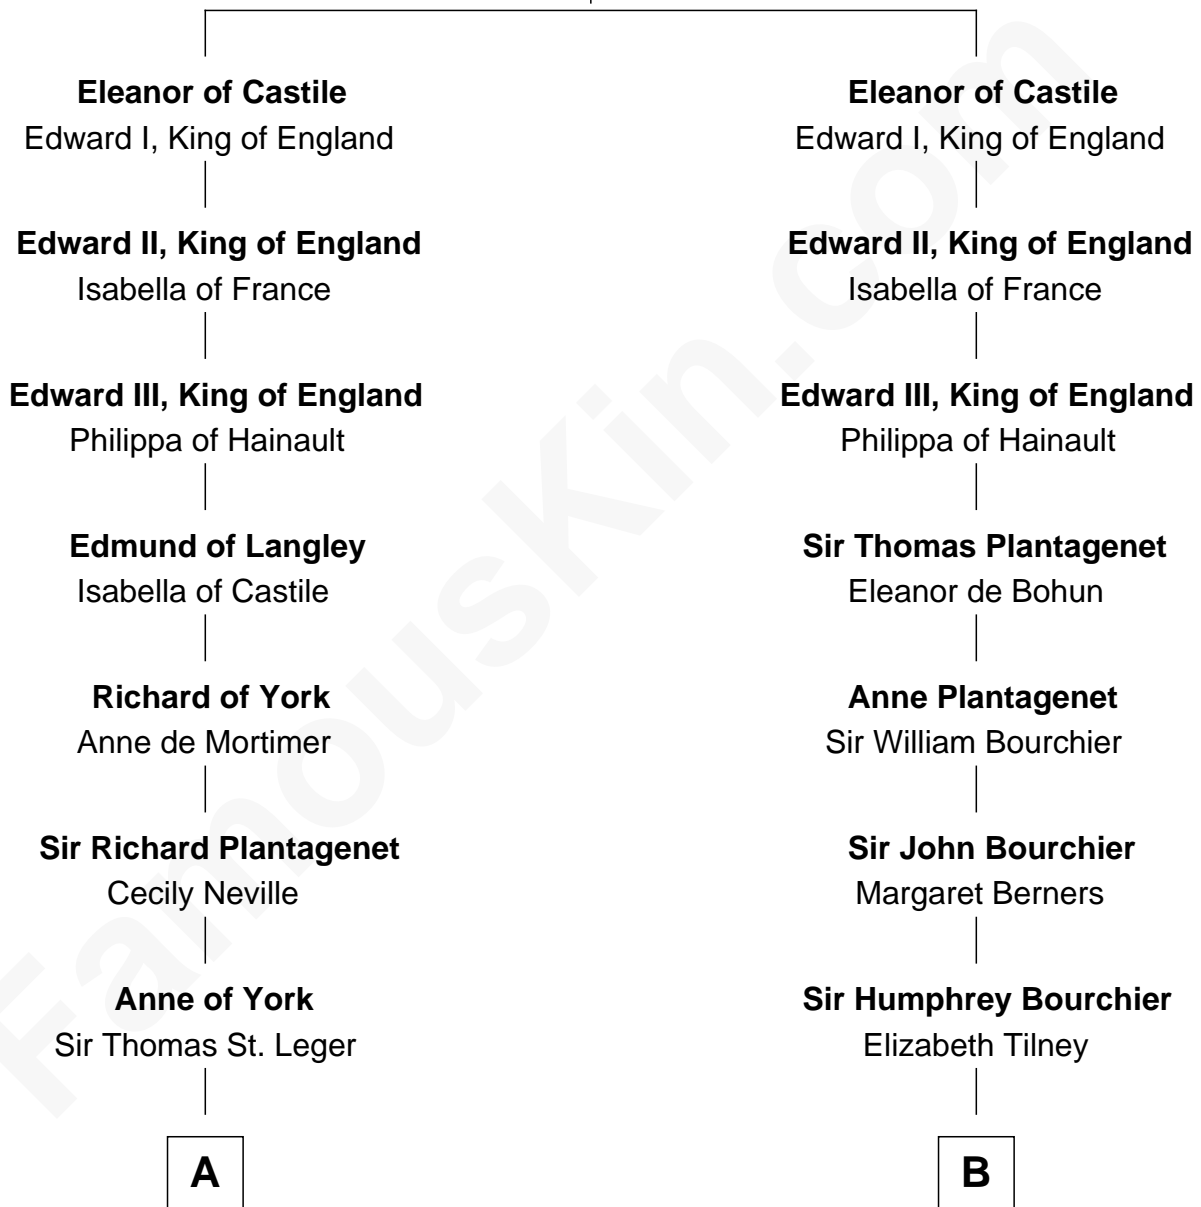 Eleanor of Castile
Edward I, King of England
Edward II, King of England
Isabella of France
Edward III, King of England
Philippa of Hainault
Edmund of Langley
Isabella of Castile
Richard of York
Anne de Mortimer
Sir Richard Plantagenet
Cecily Neville
Anne of York
Sir Thomas St. Leger
A
Eleanor of Castile
Edward I, King of England
Edward II, King of England
Isabella of France
Edward III, King of England
Philippa of Hainault
Sir Thomas Plantagenet
Eleanor de Bohun
Anne Plantagenet
Sir William Bourchier
Sir John Bourchier
Margaret Berners
Sir Humphrey Bourchier
Elizabeth Tilney
B
FamousKin.com